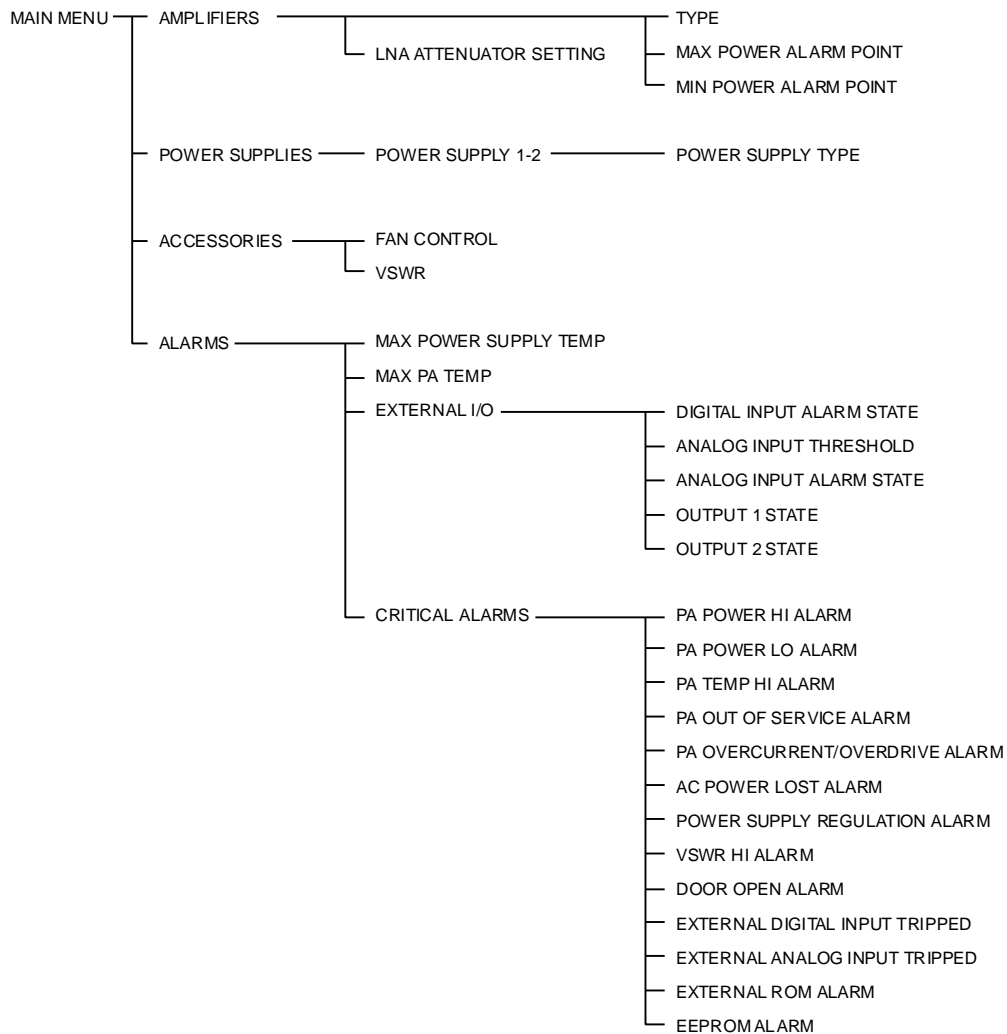 MAIN MENU
AMPLIFIERS
TYPE
LNA ATTENUATOR SETTING
MAX POWER ALARM POINT
MIN POWER ALARM POINT
POWER SUPPLIES
POWER SUPPLY 1-2
POWER SUPPLY TYPE
ACCESSORIES
FAN CONTROL
VSWR
ALARMS
MAX POWER SUPPLY TEMP
MAX PA TEMP
EXTERNAL I/O
DIGITAL INPUT ALARM STATE
ANALOG INPUT THRESHOLD
ANALOG INPUT ALARM STATE
OUTPUT 1 STATE
OUTPUT 2 STATE
CRITICAL ALARMS
PA POWER HI ALARM
PA POWER LO ALARM
PA TEMP HI ALARM
PA OUT OF SERVICE ALARM
PA OVERCURRENT/OVERDRIVE ALARM
AC POWER LOST ALARM
POWER SUPPLY REGULATION ALARM
VSWR HI ALARM
DOOR OPEN ALARM
EXTERNAL DIGITAL INPUT TRIPPED
EXTERNAL ANALOG INPUT TRIPPED
EXTERNAL ROM ALARM
EEPROM ALARM